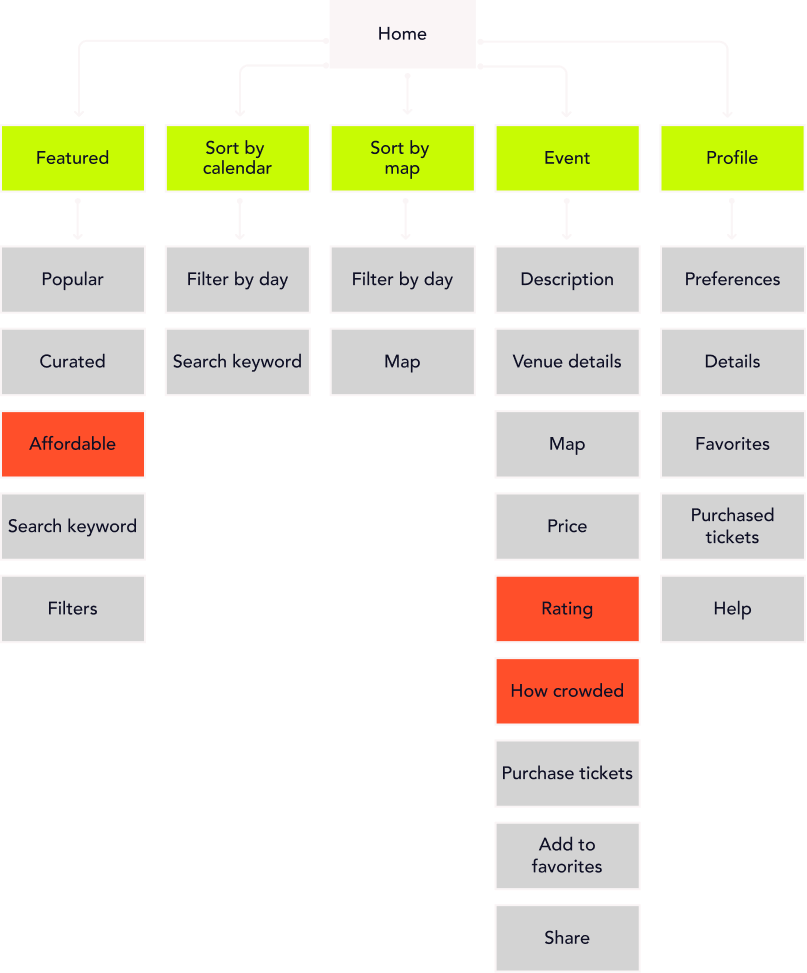 Home
Featured
Sort by
calendar
Sort by
map
Event
Profile
Popular
Filter by day
Filter by day
Description
Preferences
Curated
Search keyword
Map
Venue details
Details
Affordable
Map
Favorites
Search keyword
Price
Purchased
tickets
Filters
Rating
Help
How crowded
Purchase tickets
Add to
favorites
Share